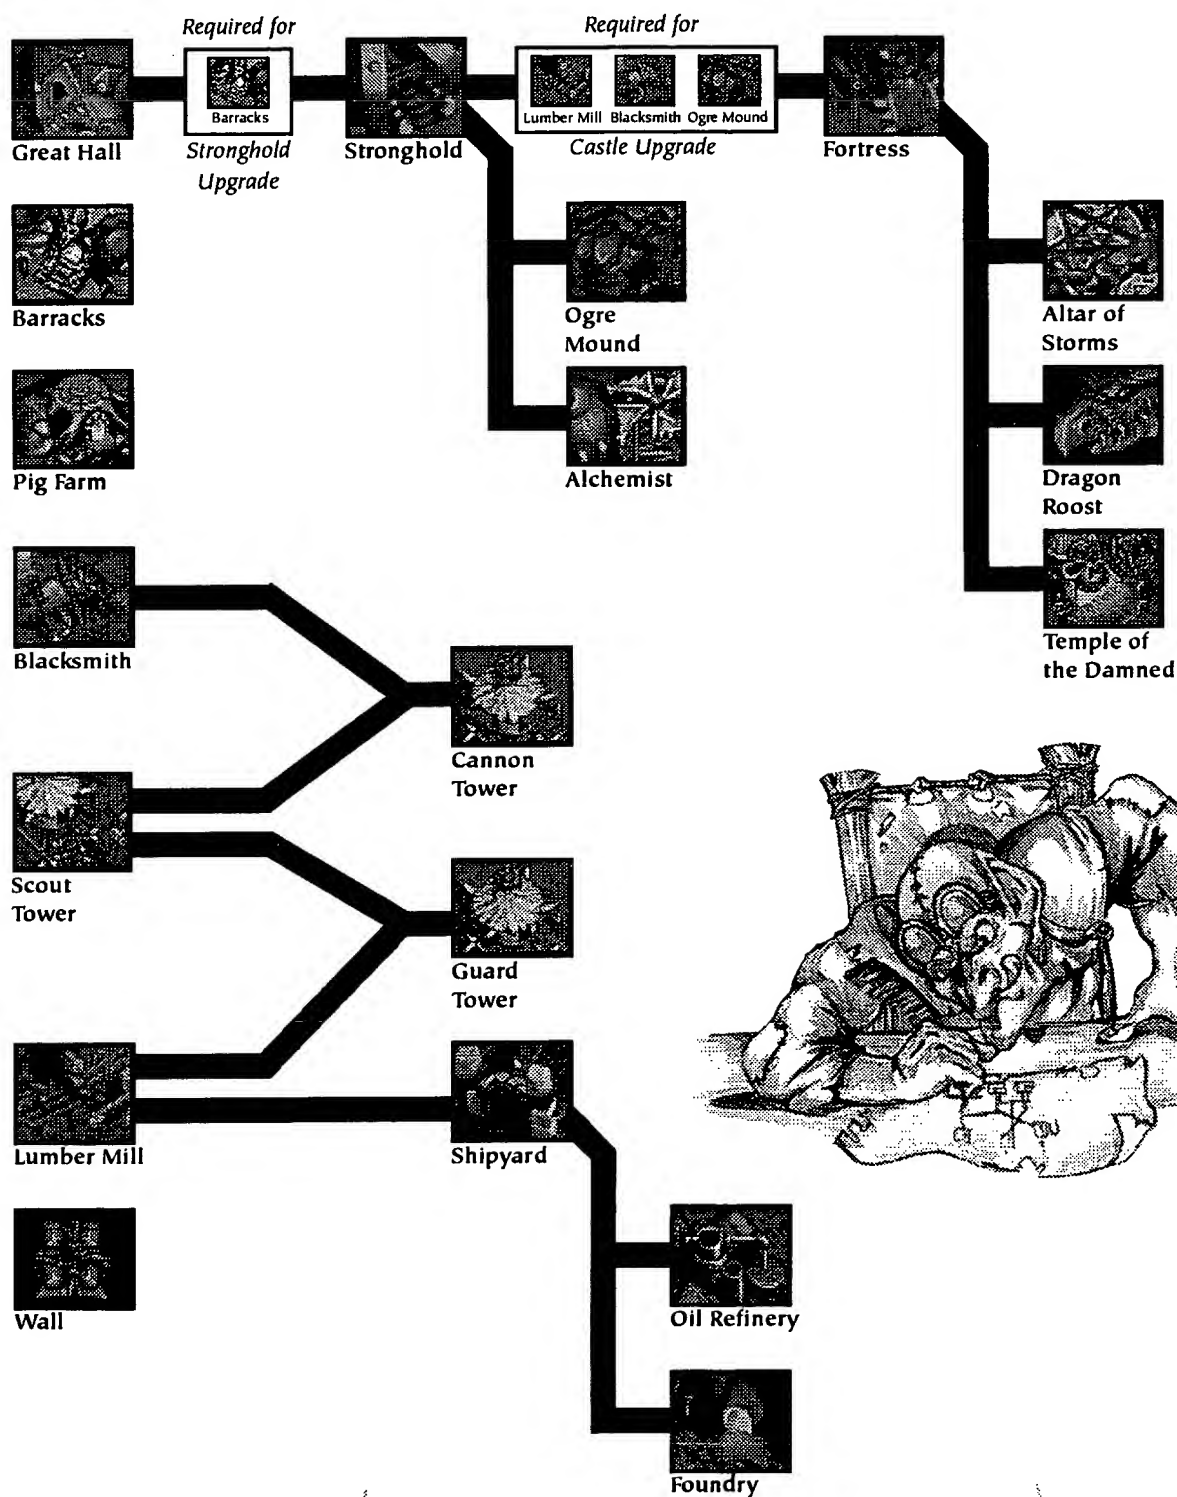 Required for
Barracks
Stronghold
Upgrade
Required for
Lumber Mill Blacksmith Ogre Mound
Castle Upgrade
Great Hall
Stronghold
Fortress
Barracks
Ogre
Mound
Altar of
Storms
Pig Farm
Alchemist
Dragon
Roost
Blacksmith
Temple of
the Damned
Cannon
Tower
Scout
Tower
Guard
Tower
Lumber Mill
Shipyard
Wall
Oil Refinery
Foundry